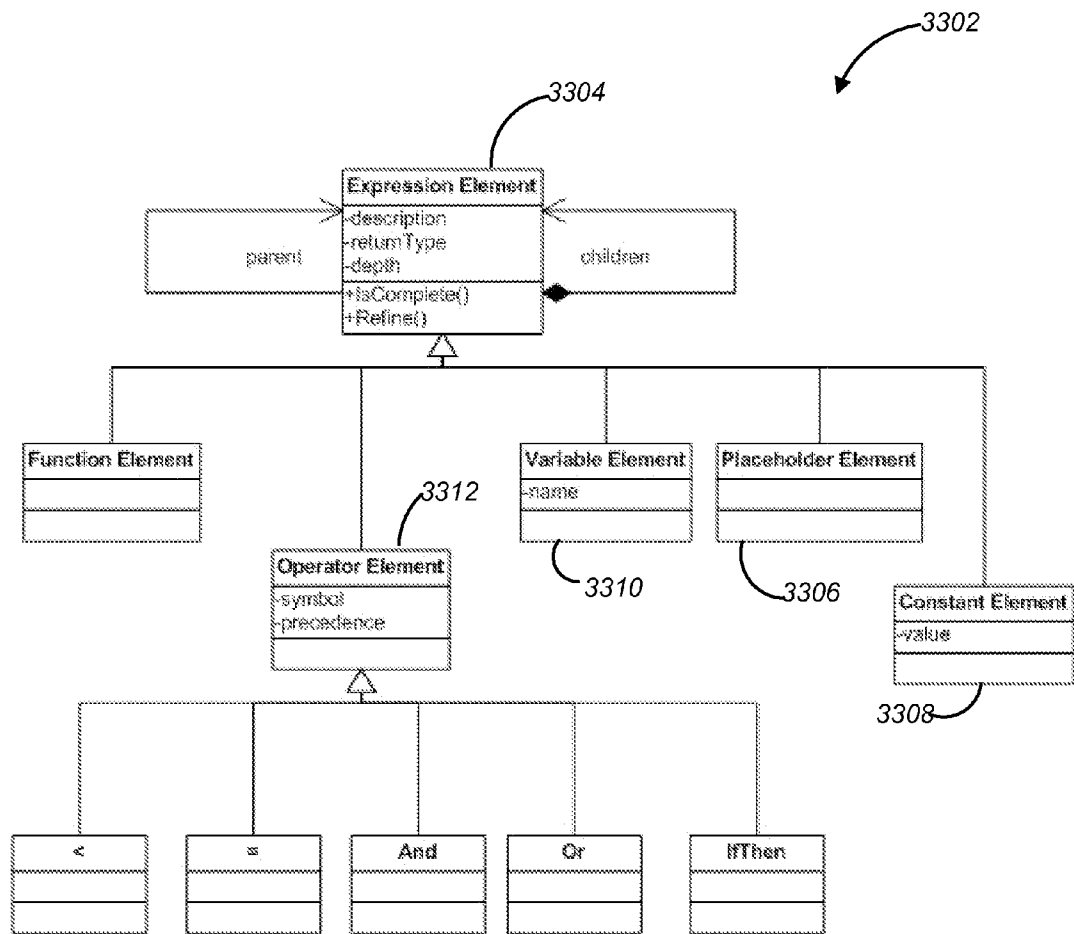 3302
3304
Expression Element
-description
-returnType
-depth
+IsComplete()
+Refine()
parent
children
Function Element
Variable Element
-name
Placeholder Element
3312
3310
3306
Operator Element
-symbol
-precedence
Constant Element
-value
3308
<
=
And
Or
IfThen